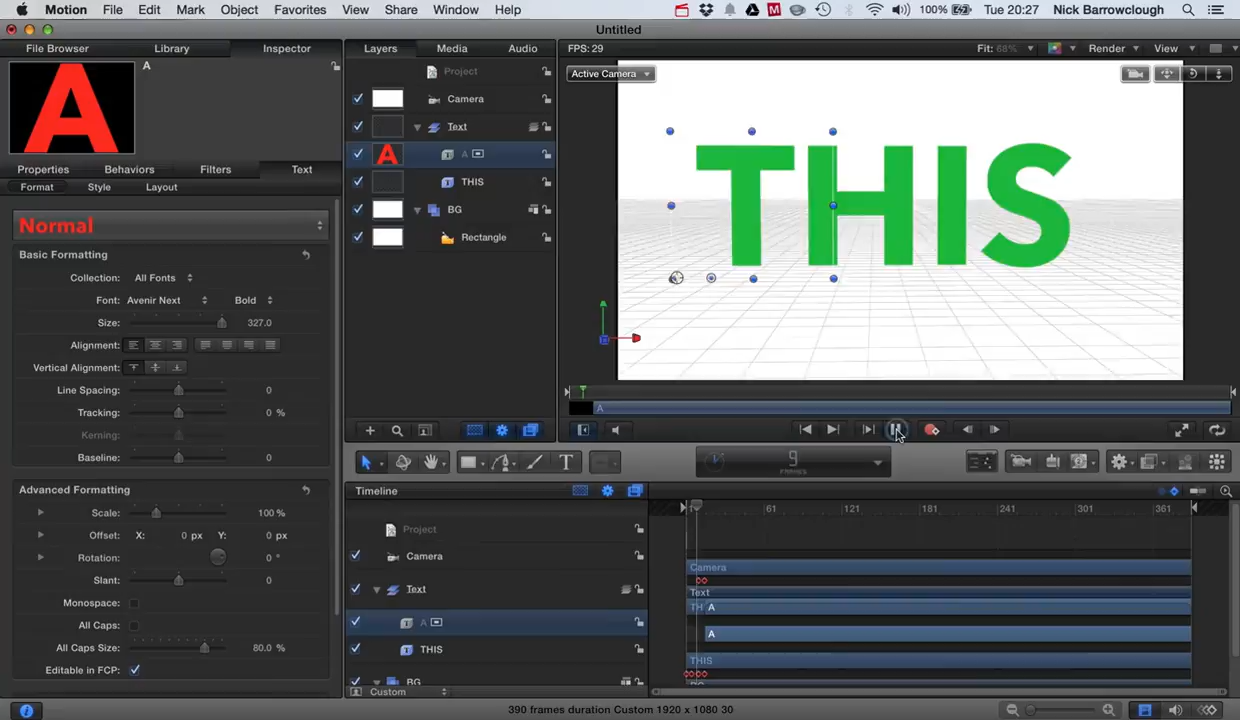 Motion File Edit Mark Object Favorites View Share Window Help 100% Tue 20:27 Nick Barrowclough
Untitled
File Browser Library Inspector Layers Media Audio FPS: 29 Fit: 68% Render View
A
Project
Active Camera
Camera
Text
A
THIS
BG
Rectangle
THIS
A
Properties Behaviors Filters Text
Format Style Layout
Normal
Basic Formatting
Collection: All Fonts
Font: Avenir Next Bold
Size: 327.0
Alignment:
Vertical Alignment:
Line Spacing: 0
Tracking: 0 %
Kerning:
Baseline: 0
Advanced Formatting
Scale: 100 %
Offset: X: 0 px Y: 0 px
Rotation: 0 °
Slant: 0
Monospace:
All Caps:
All Caps Size: 80.0 %
Editable in FCP:
A
9
FRAMES
T
Timeline
61 121 181 241 301 361
Project
Camera
Text
A
THIS
BG
Custom
Camera
Text
TH A
A
THIS
390 frames duration Custom 1920 x 1080 30